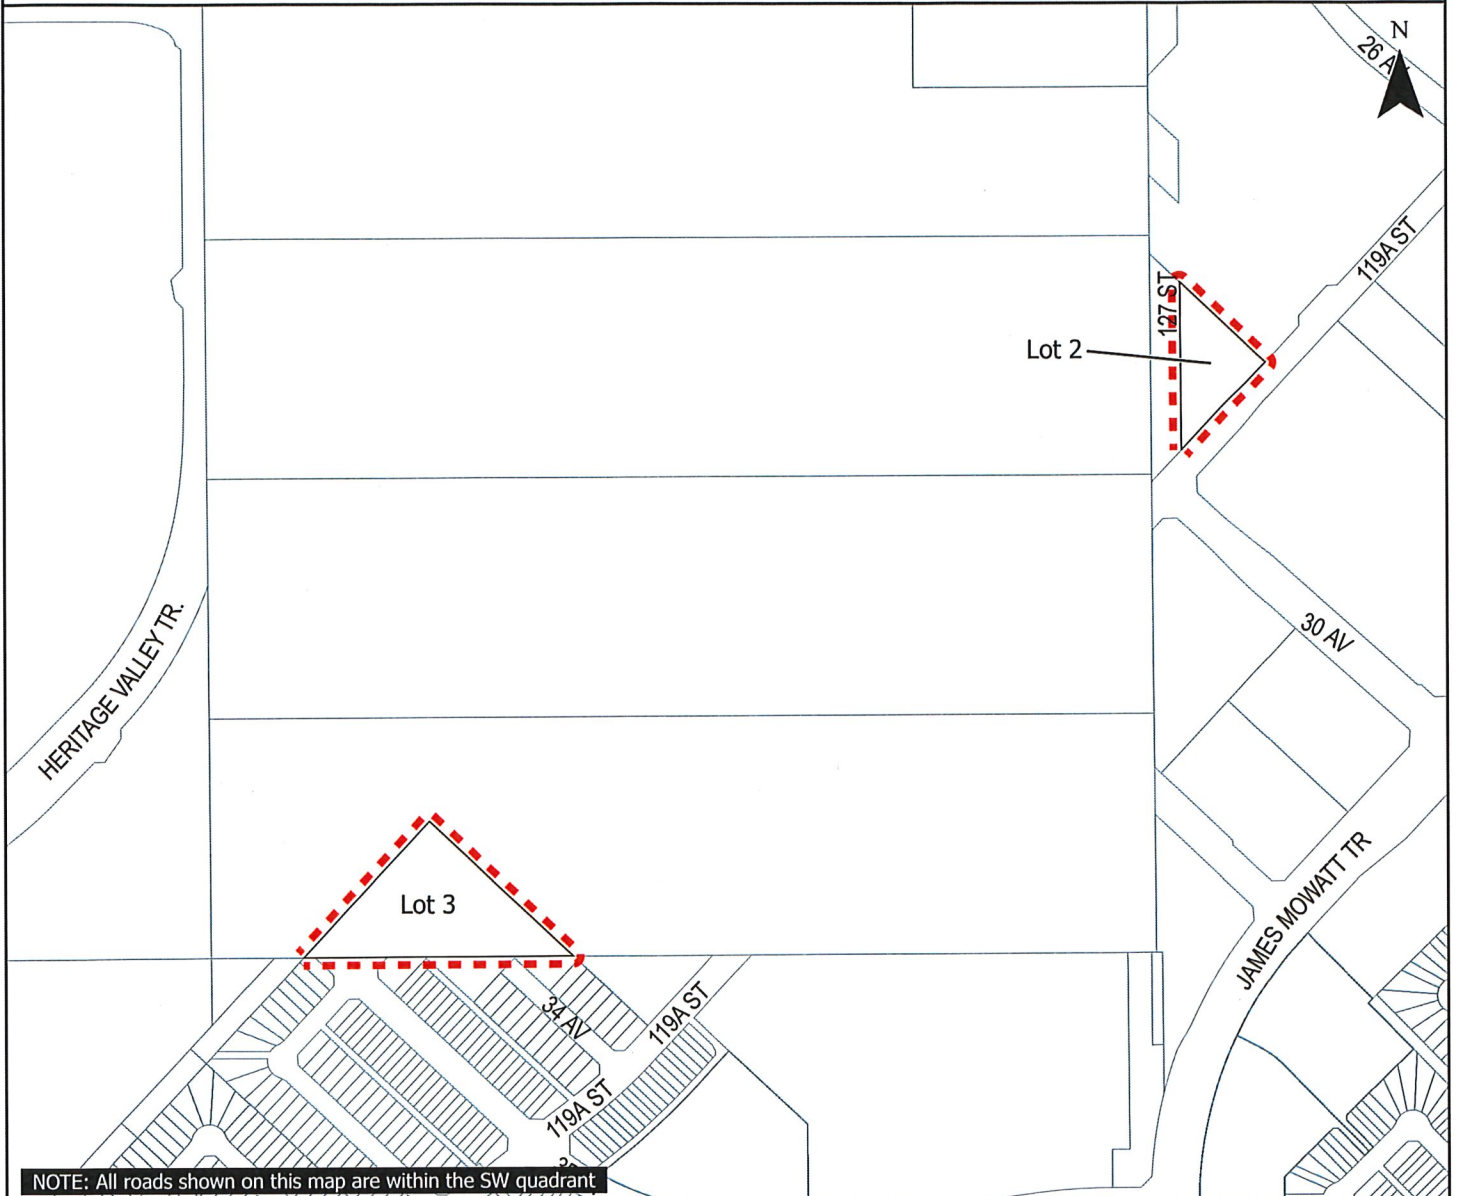 N
26 AV
119A ST
127 ST
Lot 2
30 AV
HERITAGE VALLEY TR.
JAMES MOWATT TR
Lot 3
34 AV
119A ST
119A ST
NOTE: All roads shown on this map are within the SW quadrant